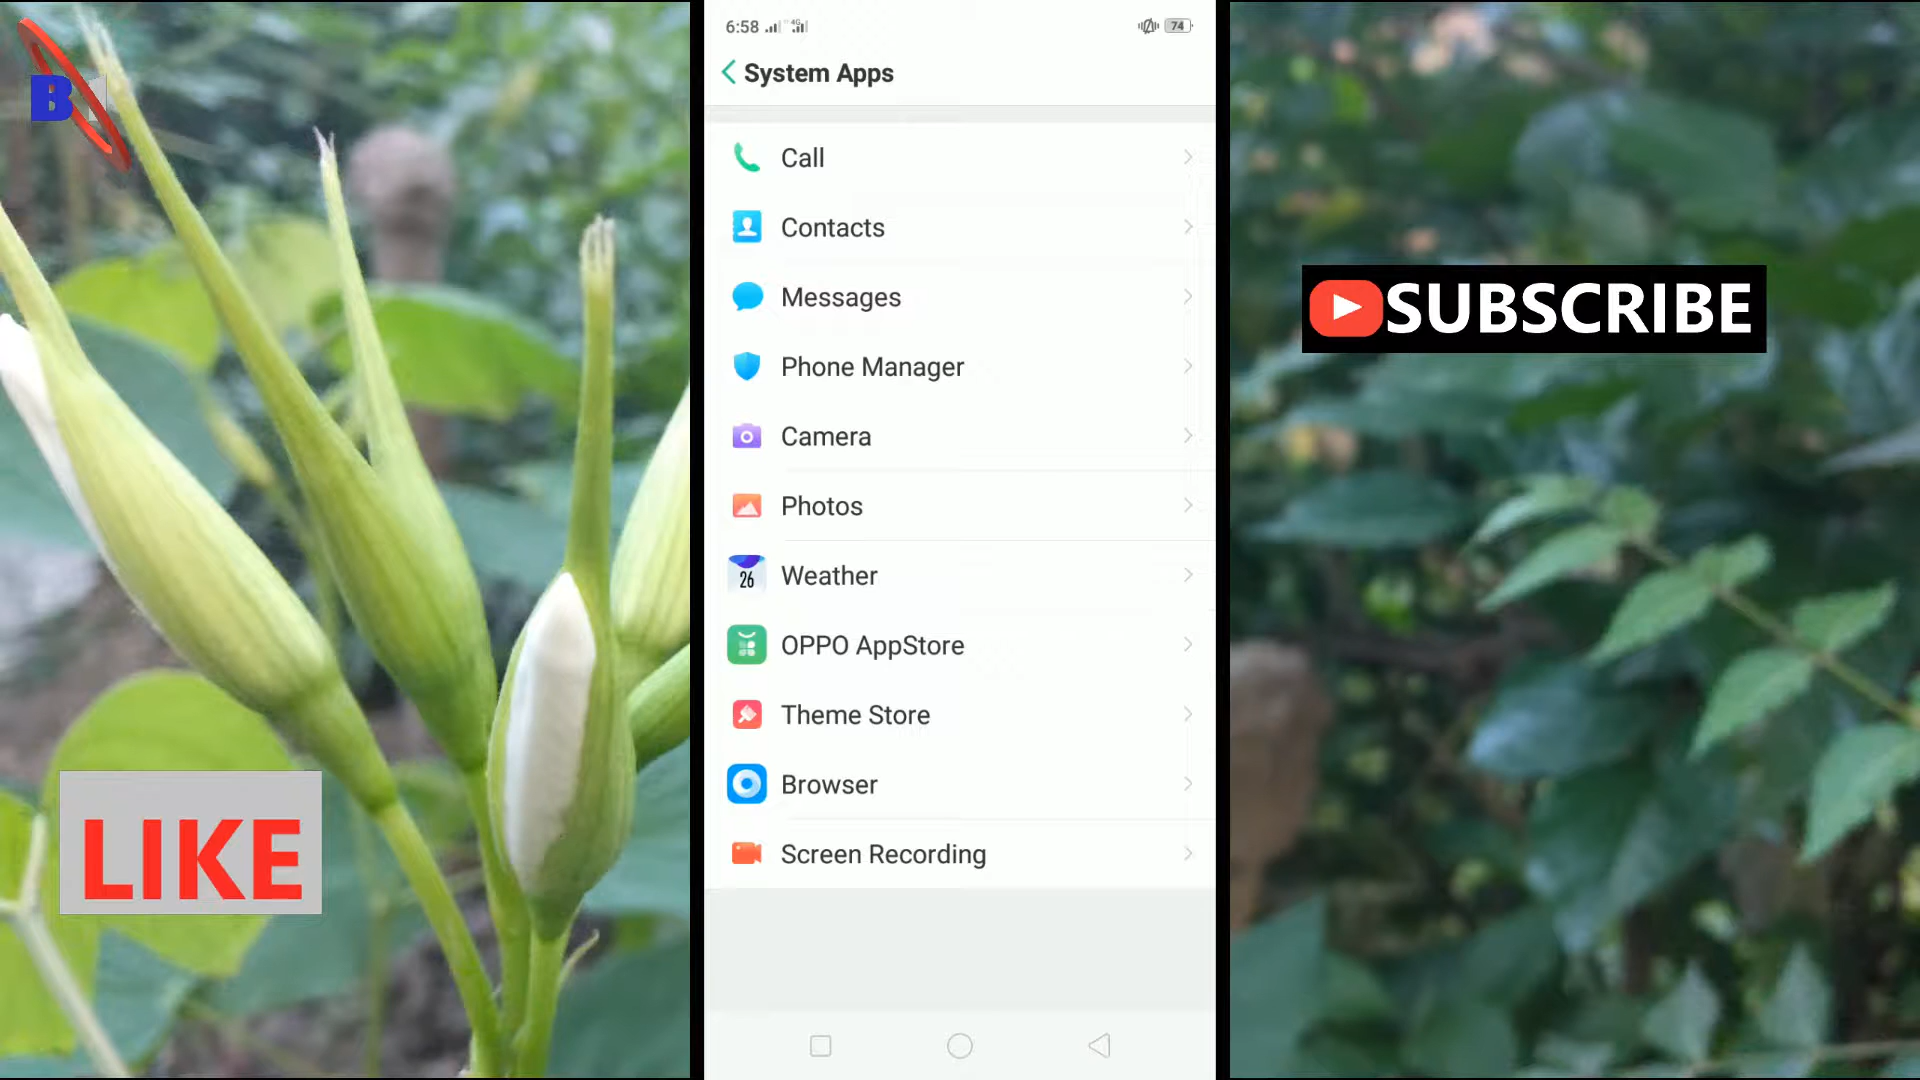 B
6:58
4G
74
System Apps
Call
Contacts
Messages
Phone Manager
Camera
Photos
26
Weather
OPPO AppStore
Theme Store
Browser
Screen Recording
SUBSCRIBE
LIKE